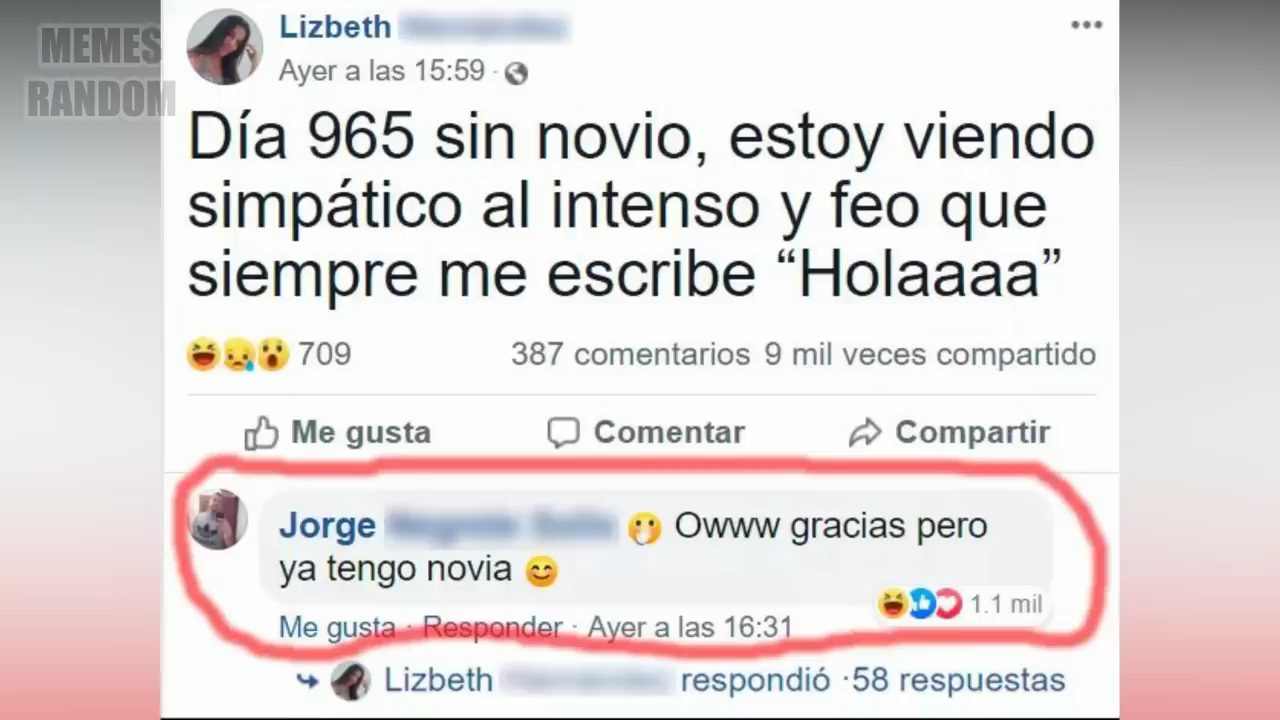 MEMES
RANDOM
Lizbeth
Ayer a las 15:59 ·
Día 965 sin novio, estoy viendo
simpático al intenso y feo que
siempre me escribe “Holaaaa”
709 387 comentarios 9 mil veces compartido
Me gusta Comentar Compartir
Jorge Owww gracias pero
ya tengo novia
1.1 mil
Me gusta · Responder · Ayer a las 16:31
Lizbeth respondió · 58 respuestas